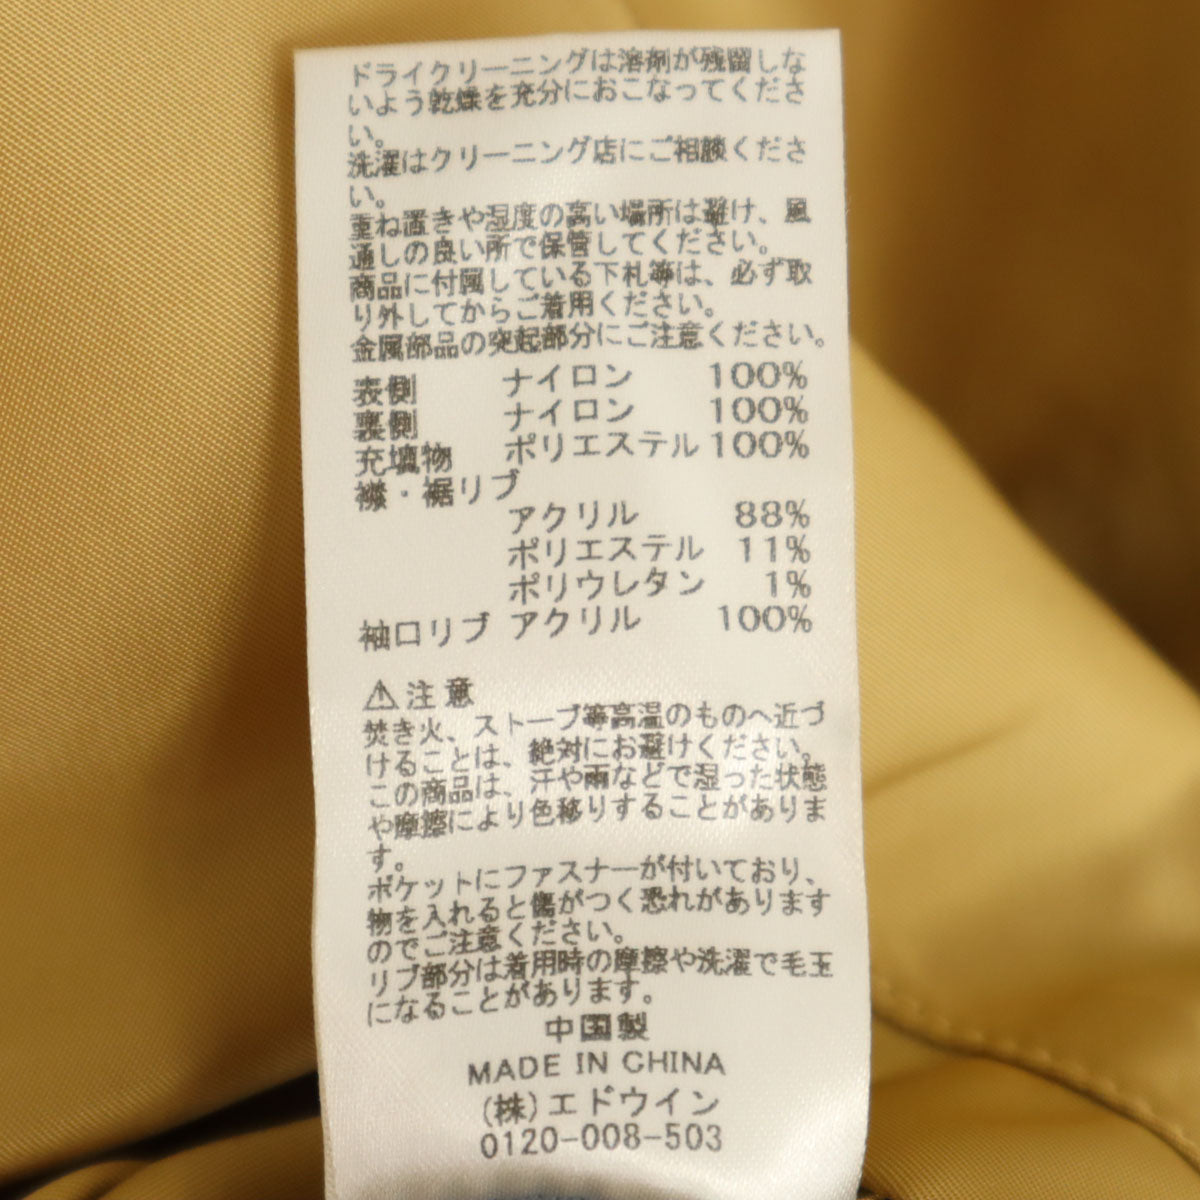 ドライクリーニングは溶剤が残留しな
いよう乾燥を充分におこなってくださ
い。
洗濯はクリーニング店にご相談くださ
い。
重ね置きや湿度の高い場所は避け、風
通しの良い所で保管してください。
商品に付属している下札等は、必ず取
り外してからご着用ください。
金属部品の突起部分にご注意ください。
表側 ナイロン 100%
裏側 ナイロン 100%
充填物 ポリエステル 100%
襟・裾リブ
アクリル 88%
ポリエステル 11%
ポリウレタン 1%
袖口リブ アクリル 100%
⚠注意
焚き火、ストーブ等高温のものへ近づ
けることは、絶対にお避けください。
この商品は、汗や雨などで湿った状態
や摩擦により色移りすることがありま
す。
ポケットにファスナーが付いており、
物を入れると傷がつく恐れがあります
のでご注意ください。
リブ部分は着用時の摩擦や洗濯で毛玉
になることがあります。
中国製
MADE IN CHINA
(株)エドウイン
0120-008-503